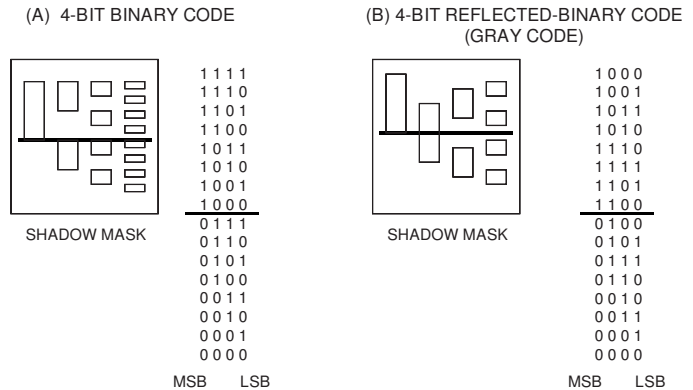 (A) 4-BIT BINARY CODE
1 1 1 1
1 1 1 0
1 1 0 1
1 1 0 0
1 0 1 1
1 0 1 0
1 0 0 1
1 0 0 0
0 1 1 1
0 1 1 0
0 1 0 1
0 1 0 0
0 0 1 1
0 0 1 0
0 0 0 1
0 0 0 0
SHADOW MASK
MSB LSB
(B) 4-BIT REFLECTED-BINARY CODE
(GRAY CODE)
1 0 0 0
1 0 0 1
1 0 1 1
1 0 1 0
1 1 1 0
1 1 1 1
1 1 0 1
1 1 0 0
0 1 0 0
0 1 0 1
0 1 1 1
0 1 1 0
0 0 1 0
0 0 1 1
0 0 0 1
0 0 0 0
SHADOW MASK
MSB LSB